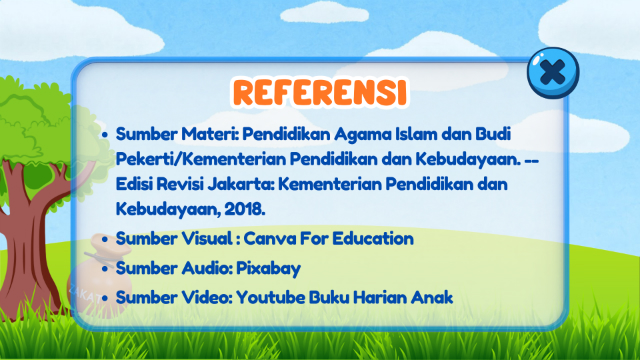 REFERENSI
• Sumber Materi: Pendidikan Agama Islam dan Budi
Pekerti/Kementerian Pendidikan dan Kebudayaan. --
Edisi Revisi Jakarta: Kementerian Pendidikan dan
Kebudayaan, 2018.
• Sumber Visual : Canva For Education
• Sumber Audio: Pixabay
• Sumber Video: Youtube Buku Harian Anak